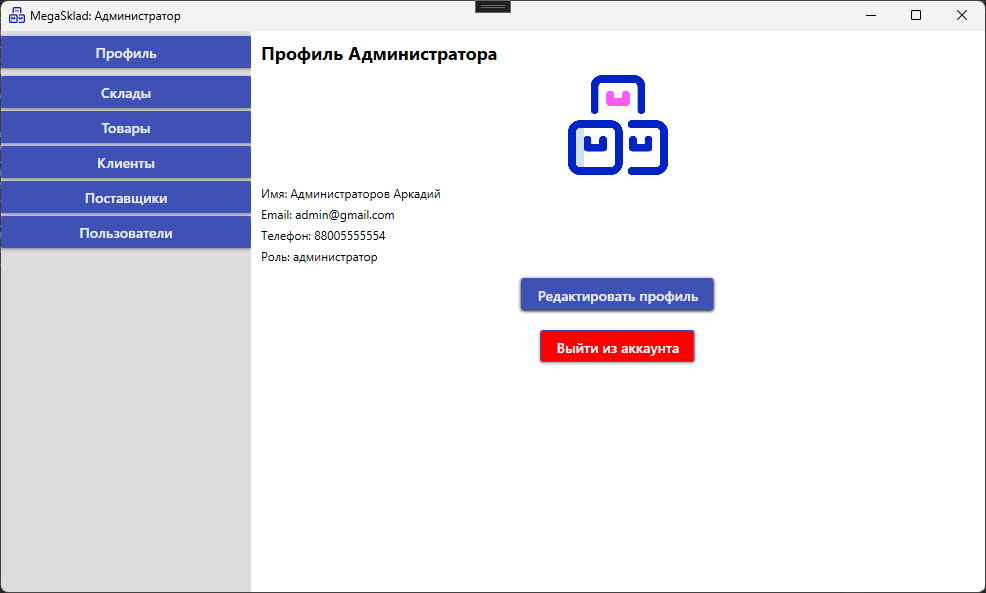 MegaSklad: Администратор
Профиль
Склады
Товары
Клиенты
Поставщики
Пользователи
Профиль Администратора
Имя: Администраторов Аркадий
Email: admin@gmail.com
Телефон: 88005555554
Роль: администратор
Редактировать профиль
Выйти из аккаунта